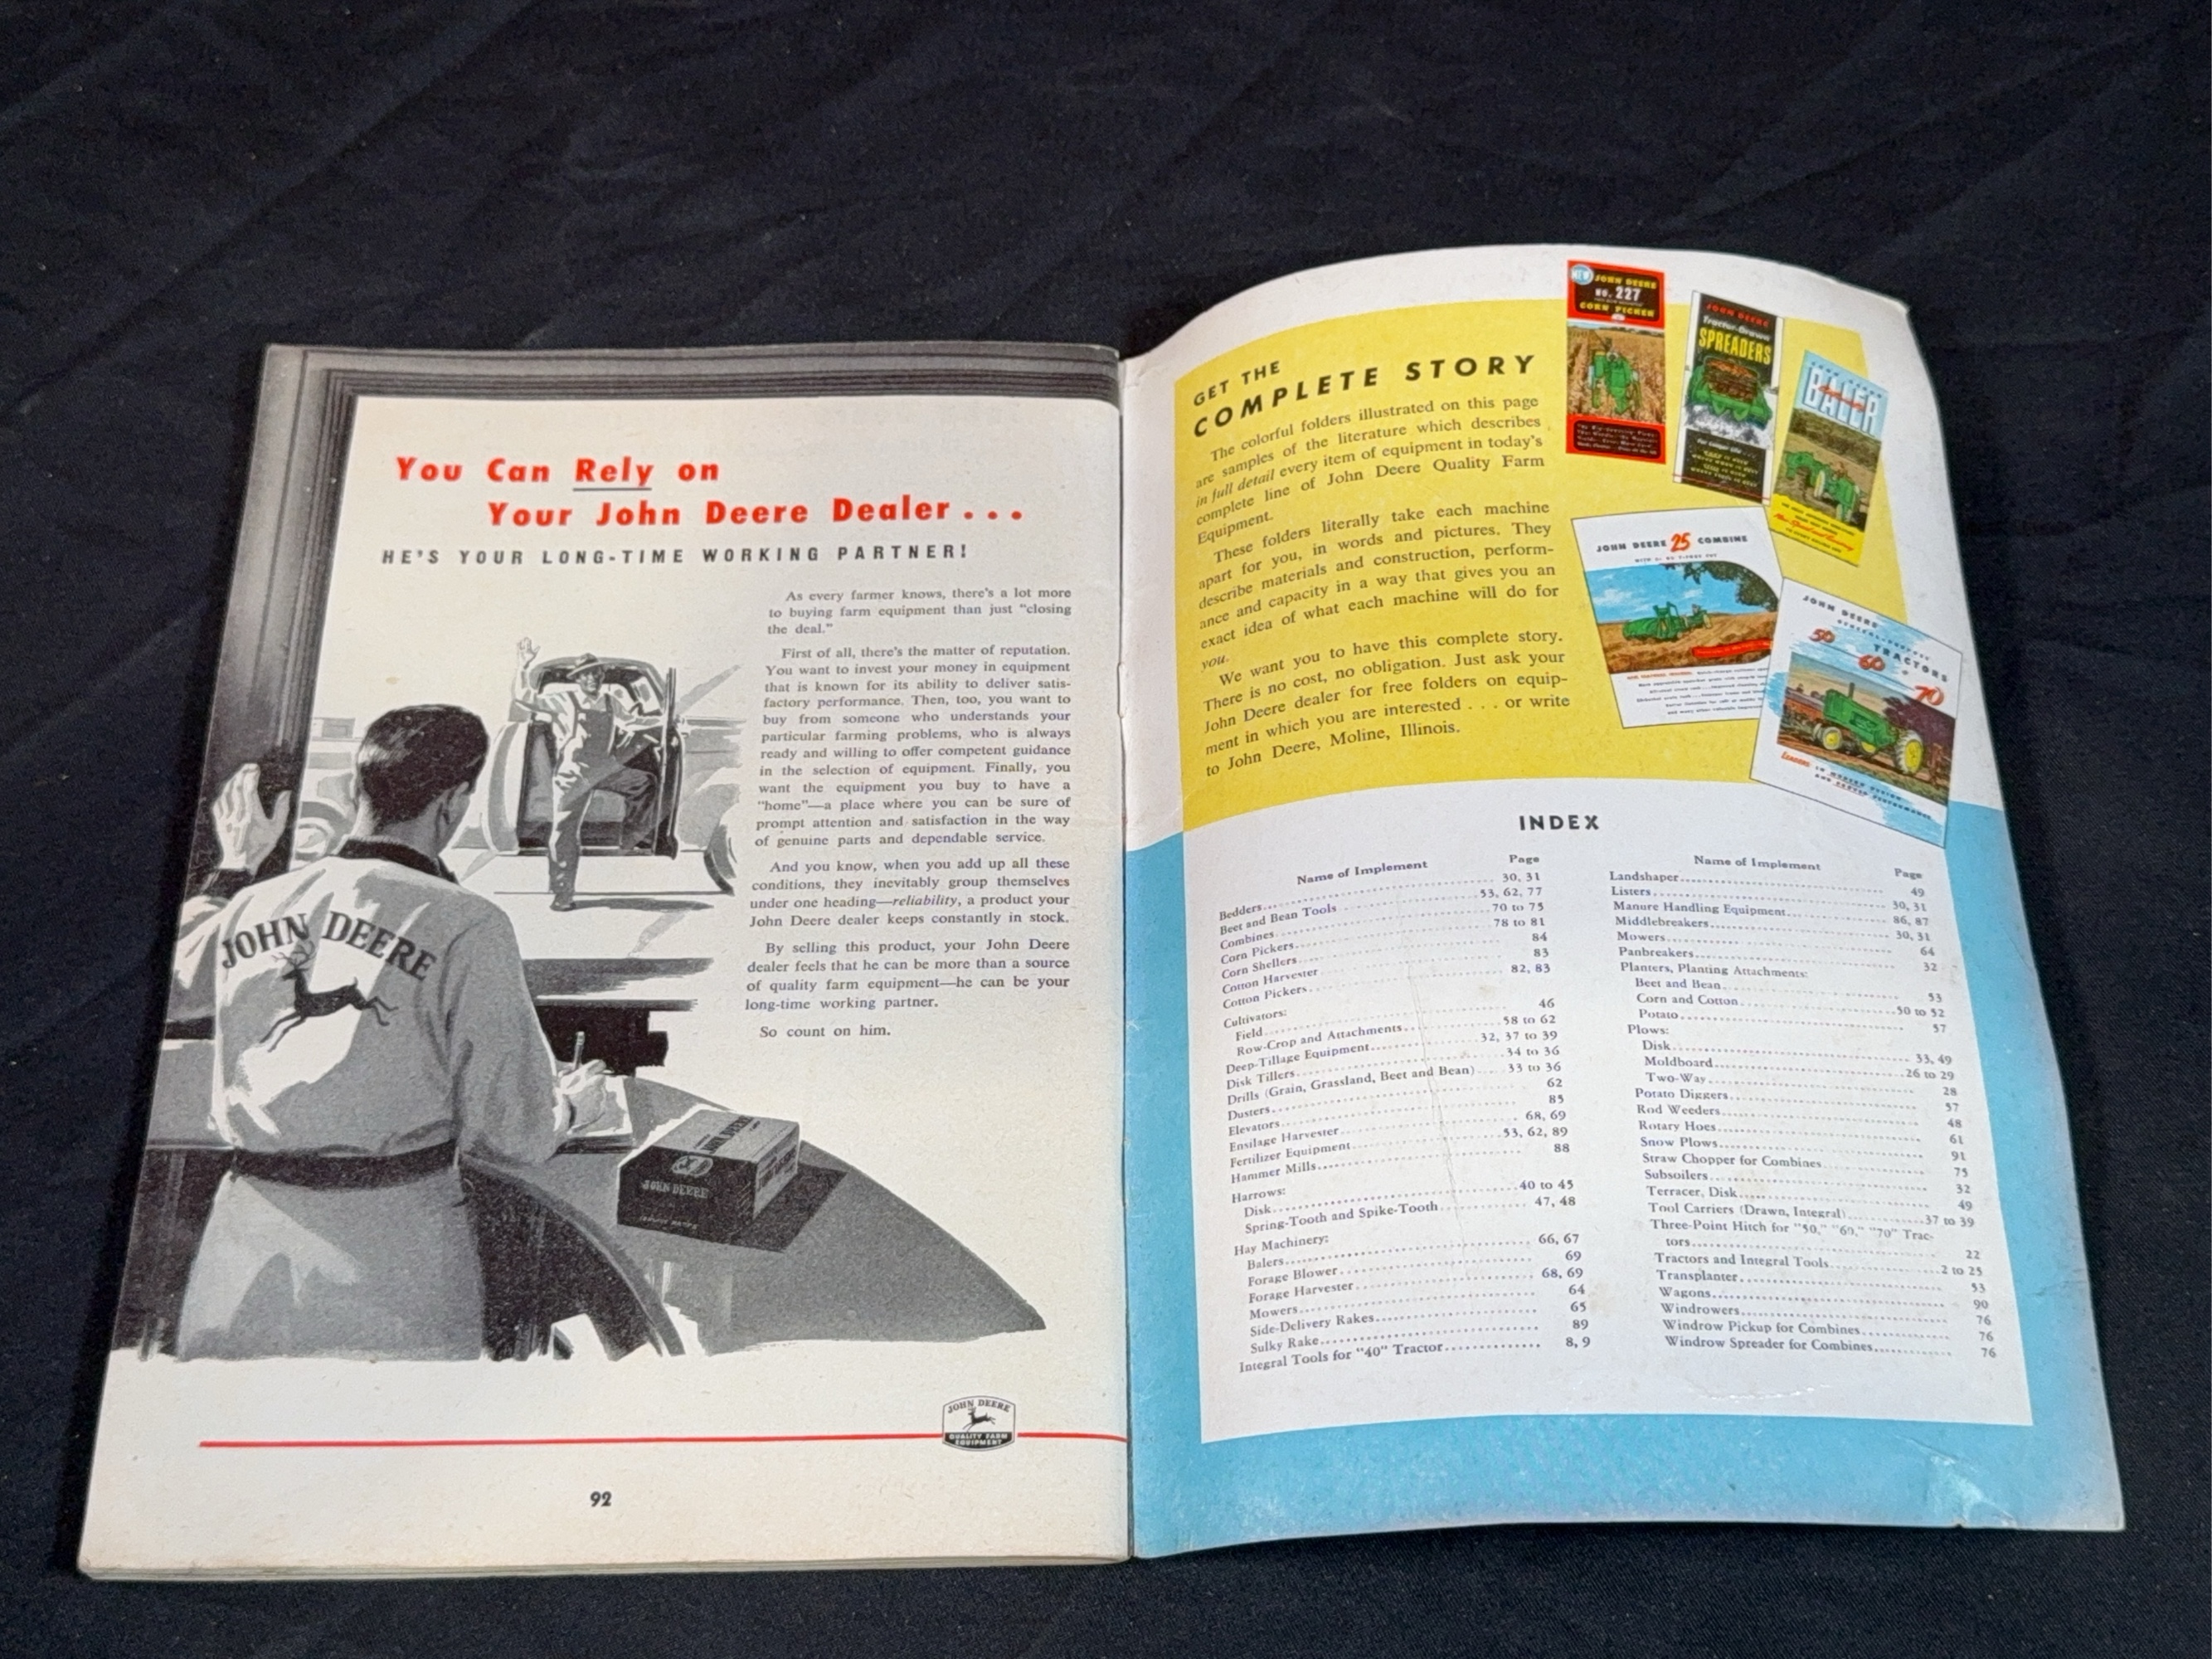 You Can Rely on
Your John Deere Dealer . . .
HE'S YOUR LONG-TIME WORKING PARTNER!
As every farmer knows, there's a lot more
to buying farm equipment than just "closing
the deal."
First of all, there's the matter of reputation.
You want to invest your money in equipment
that is known for its ability to deliver satis-
factory performance. Then, too, you want to
buy from someone who understands your
particular farming problems, who is always
ready and willing to offer competent guidance
in the selection of equipment. Finally, you
want the equipment you buy to have a
"home"—a place where you can be sure of
prompt attention and satisfaction in the way
of genuine parts and dependable service.
And you know, when you add up all these
conditions, they inevitably group themselves
under one heading—reliability, a product your
John Deere dealer keeps constantly in stock.
By selling this product, your John Deere
dealer feels that he can be more than a source
of quality farm equipment—he can be your
long-time working partner.
So count on him.
JOHN DEERE
JOHN DEERE
JOHN DEERE
QUALITY FARM
EQUIPMENT
92
GET THE
COMPLETE STORY
The colorful folders illustrated on this page
are samples of the literature which describes
in full detail every item of equipment in today's
complete line of John Deere Quality Farm
Equipment.
These folders literally take each machine
apart for you, in words and pictures. They
describe materials and construction, perform-
ance and capacity in a way that gives you an
exact idea of what each machine will do for
you.
We want you to have this complete story.
There is no cost, no obligation. Just ask your
John Deere dealer for free folders on equip-
ment in which you are interested . . . or write
to John Deere, Moline, Illinois.
NEW
JOHN DEERE
No. 227
CORN PICKER
JOHN DEERE
Tractor-Drawn
SPREADERS
BALER
JOHN DEERE 25 COMBINE
JOHN DEERE
GENERAL-PURPOSE
50
TRACTORS
60
70
LEADERS IN MODERN DESIGN
INDEX
Name of Implement Page
Bedders 30, 31
Beet and Bean Tools 53, 62, 77
Combines 70 to 75
Corn Pickers 78 to 81
Corn Shellers 84
Cotton Harvester 83
Cotton Pickers 82, 83
Cultivators:
Field 46
Row-Crop and Attachments 58 to 62
Deep-Tillage Equipment 32, 37 to 39
Disk Tillers 34 to 36
Drills (Grain, Grassland, Beet and Bean) 33 to 36
Dusters 62
Elevators 85
Ensilage Harvester 68, 69
Fertilizer Equipment 53, 62, 89
Hammer Mills 88
Harrows:
Disk 40 to 45
Spring-Tooth and Spike-Tooth 47, 48
Hay Machinery:
Balers 66, 67
Forage Blower 69
Forage Harvester 68, 69
Mowers 64
Side-Delivery Rakes 65
Sulky Rake 89
Integral Tools for "40" Tractor 8, 9
Name of Implement Page
Landshaper 49
Listers 30, 31
Manure Handling Equipment 86, 87
Middlebreakers 30, 31
Mowers 64
Panbreakers 32
Planters, Planting Attachments:
Beet and Bean 53
Corn and Cotton 50 to 52
Potato 57
Plows:
Disk 33, 49
Moldboard 26 to 29
Two-Way 28
Potato Diggers 57
Rod Weeders 48
Rotary Hoes 61
Snow Plows 91
Straw Chopper for Combines 75
Subsoilers 32
Terracer, Disk 49
Tool Carriers (Drawn, Integral) 37 to 39
Three-Point Hitch for "50," "60," "70" Trac-
tors 22
Tractors and Integral Tools 2 to 25
Transplanter 53
Wagons 90
Windrowers 76
Windrow Pickup for Combines 76
Windrow Spreader for Combines 76